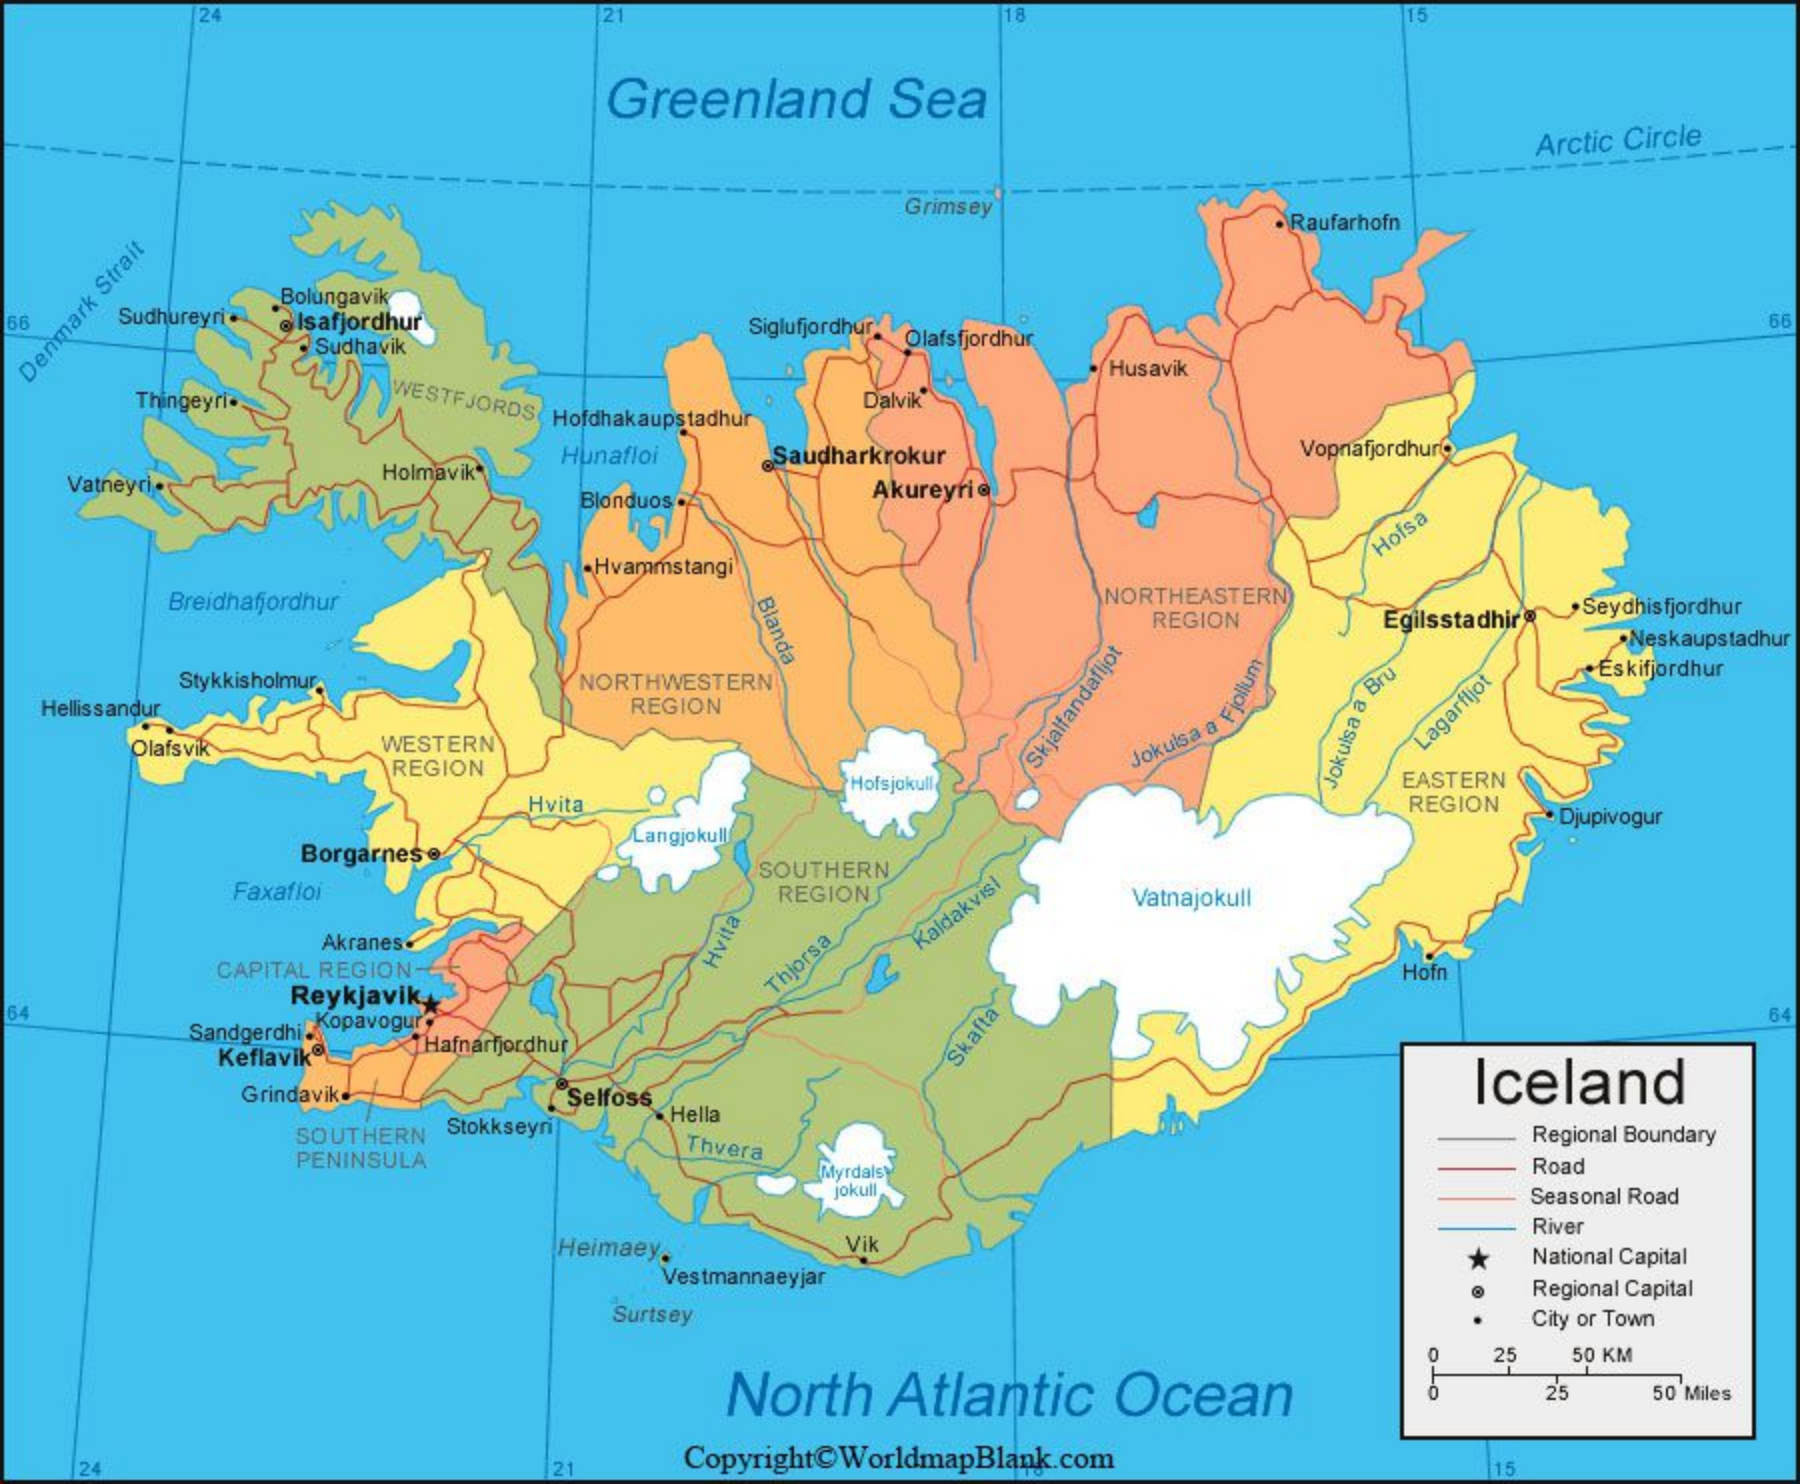 24
21
18
15
Greenland Sea
Arctic Circle
Grimsey
Raufarhofn
Denmark Strait
Bolungavik
Sudhureyri
Isafjordhur
66
66
Siglufjordhur
Olafsfjordhur
Sudhavik
Husavik
WESTFJORDS
Thingeyri
Dalvik
Hofdhakaupstadhur
Hunafloi
Saudharkrokur
Vopnafjordhur
Holmavik
Vatneyri
Akureyri
Blonduos
Hofsa
Hvammstangi
Breidhafjordhur
NORTHEASTERN
REGION
Seydhisfjordhur
Egilsstadhir
Blanda
Neskaupstadhur
Eskifjordhur
Stykkisholmur
NORTHWESTERN
REGION
Skjalfandafljot
Jokulsa a Fjollum
Jokulsa a Bru
Lagarfljot
Hellissandur
Olafsvik
WESTERN
REGION
Hofsjokull
EASTERN
REGION
Hvita
Djupivogur
Langjokull
Borgarnes
SOUTHERN
REGION
Faxafloi
Vatnajokull
Kaldakvisl
Hvita
Thjorsa
Akranes
CAPITAL REGION
Hofn
Reykjavik
64
64
Kopavogur
Sandgerdhi
Skafta
Hafnarfjordhur
Keflavik
Grindavik
Selfoss
Stokkseyri
Hella
SOUTHERN
PENINSULA
Thvera
Myrdals
jokull
Heimaey
Vik
Vestmannaeyjar
Surtsey
Iceland
Regional Boundary
Road
Seasonal Road
River
National Capital
Regional Capital
City or Town
0 25 50 KM
0 25 50 Miles
North Atlantic Ocean
Copyright©WorldmapBlank.com
24
21
18
15